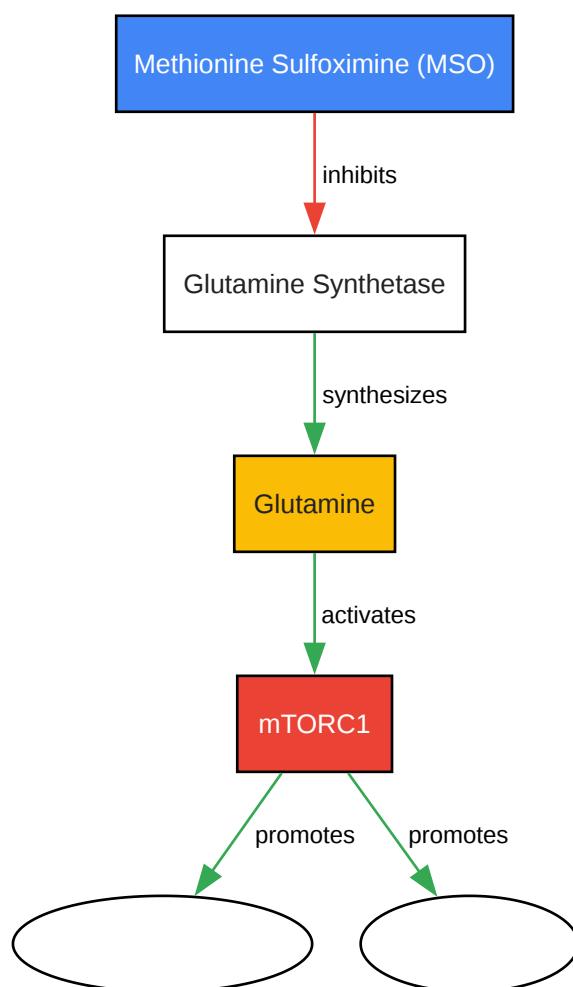 Methionine Sulfoximine (MSO)
inhibits
Glutamine Synthetase
synthesizes
Glutamine
activates
mTORC1
promotes
promotes